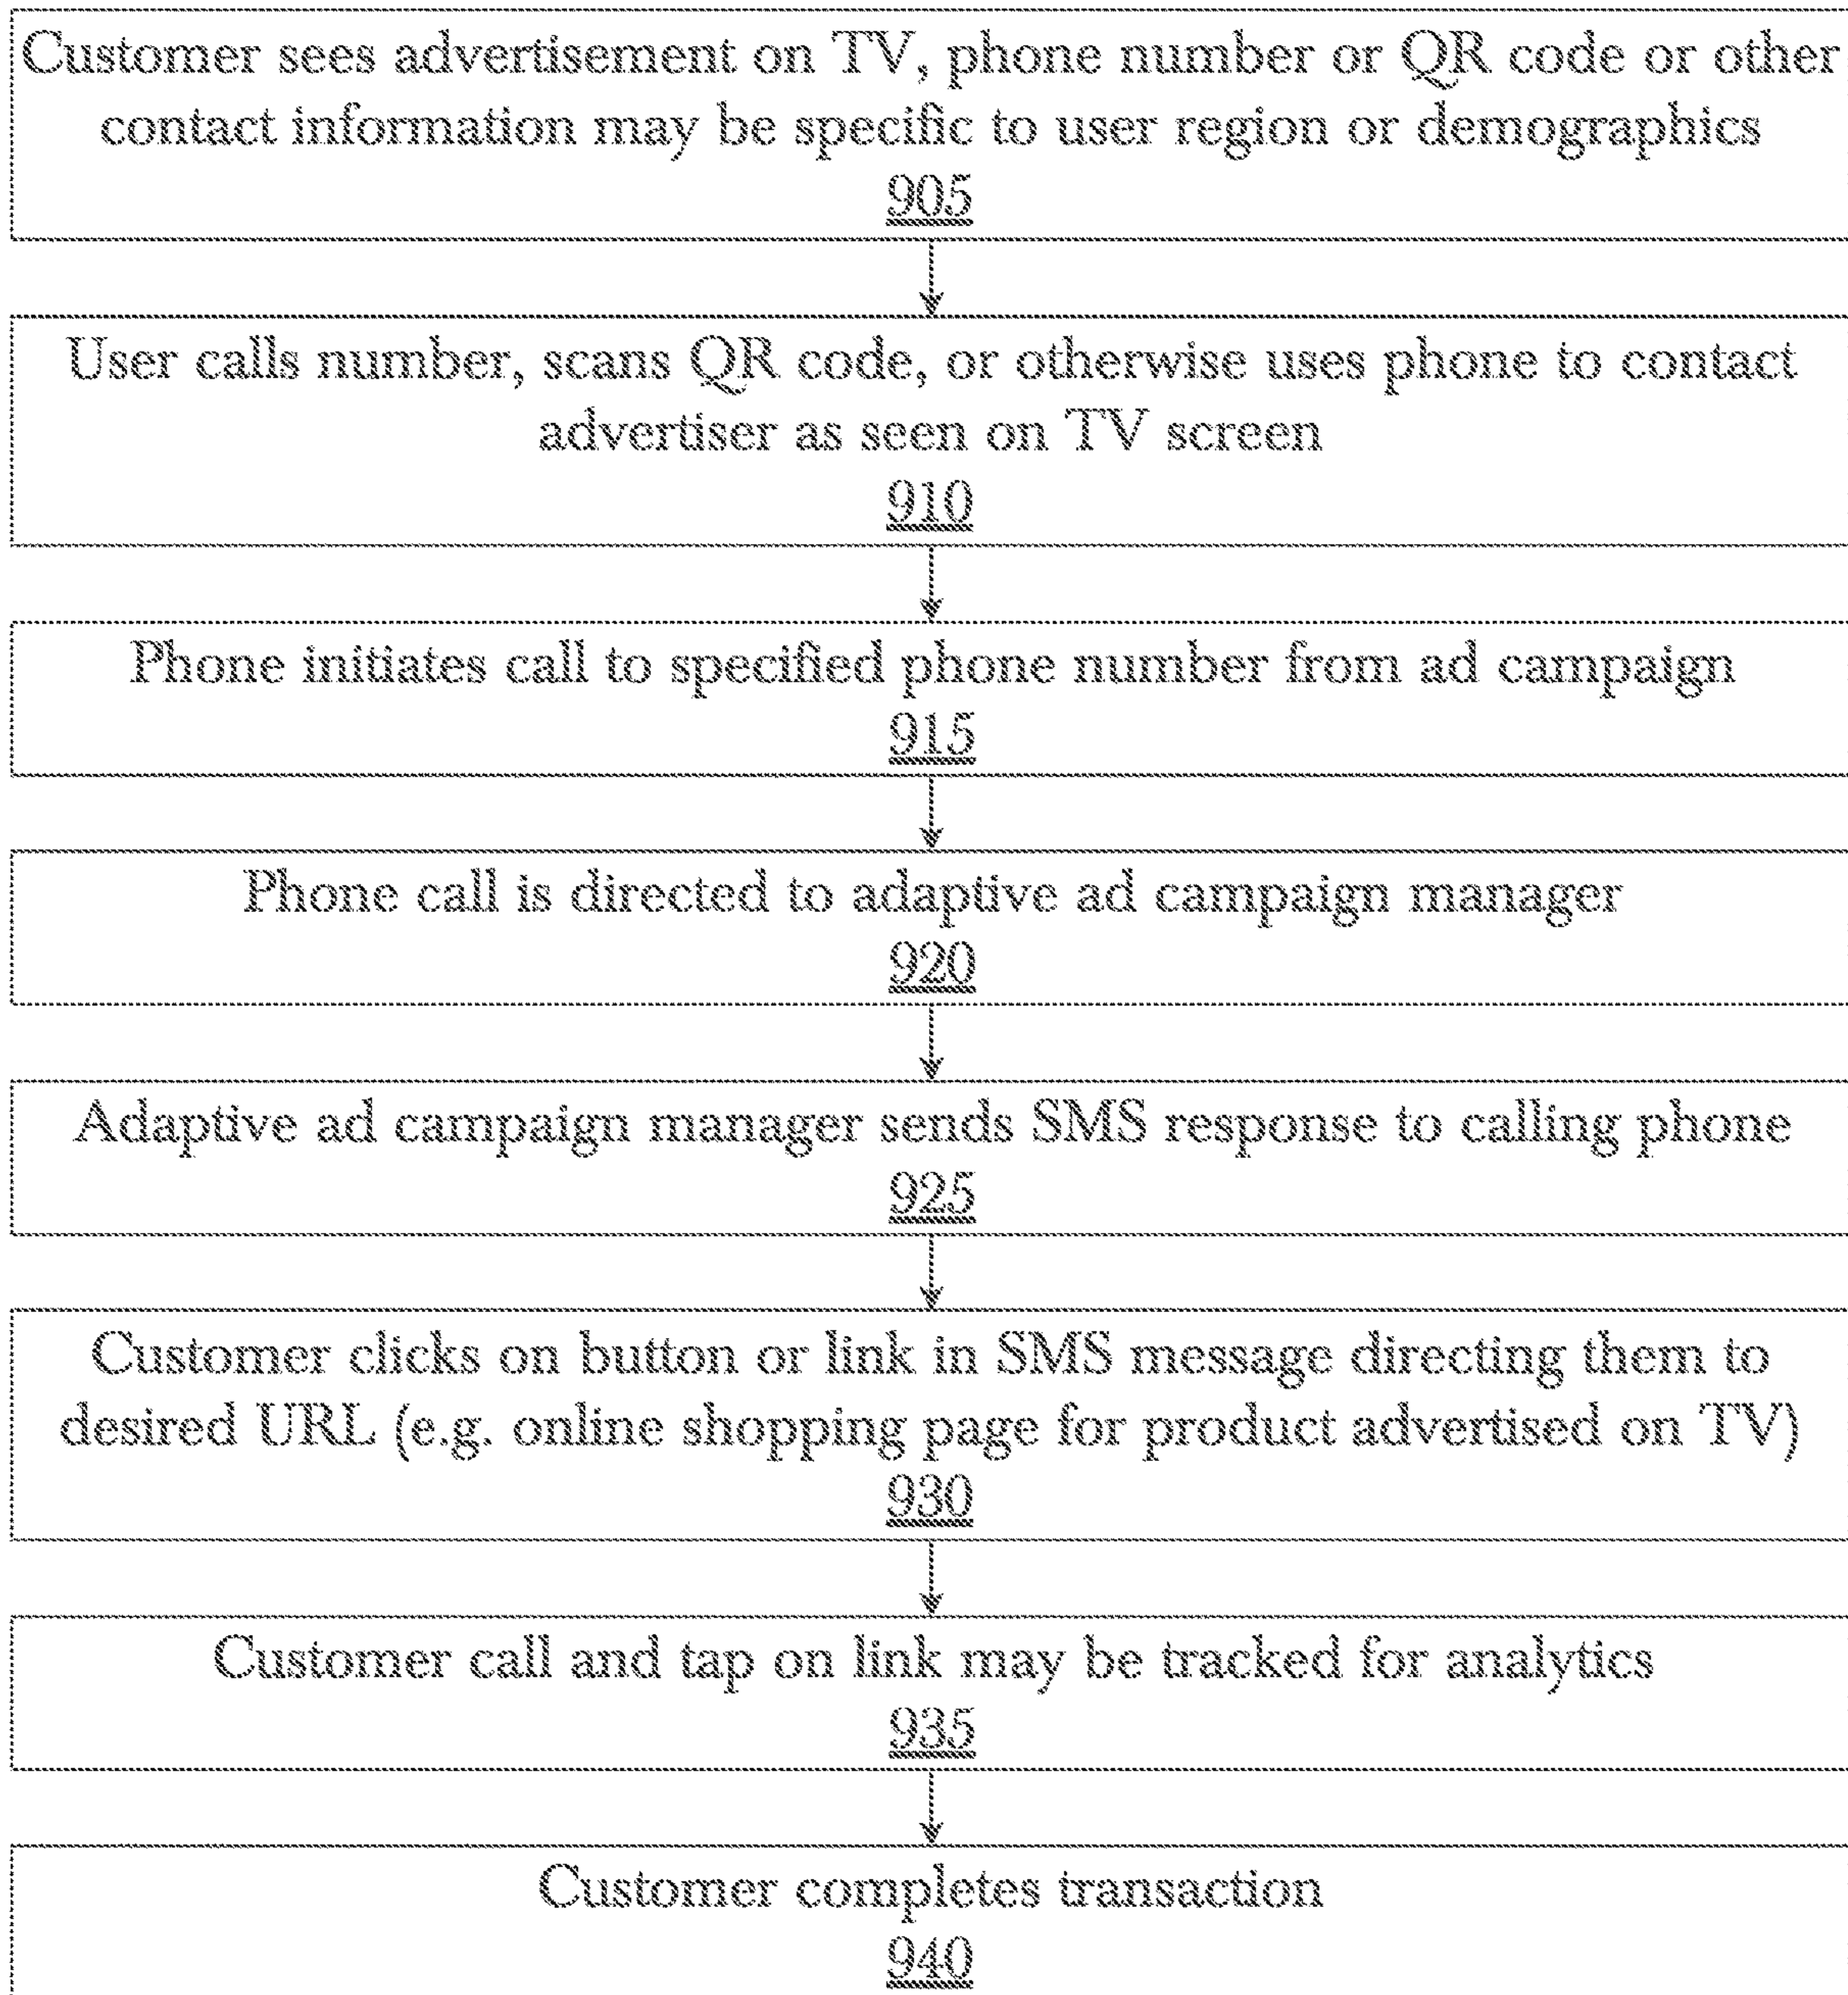 Customer sees advertisement on TV, phone number or QR code or other
contact information may be specific to user region or demographics
905
User calls number, scans QR code, or otherwise uses phone to contact
advertiser as seen on TV screen
910
Phone initiates call to specified phone number from ad campaign
915
Phone call is directed to adaptive ad campaign manager
920
Adaptive ad campaign manager sends SMS response to calling phone
925
Customer clicks on button or link in SMS message directing them to
desired URL (e.g. online shopping page for product advertised on TV)
930
Customer call and tap on link may be tracked for analytics
935
Customer completes transaction
940